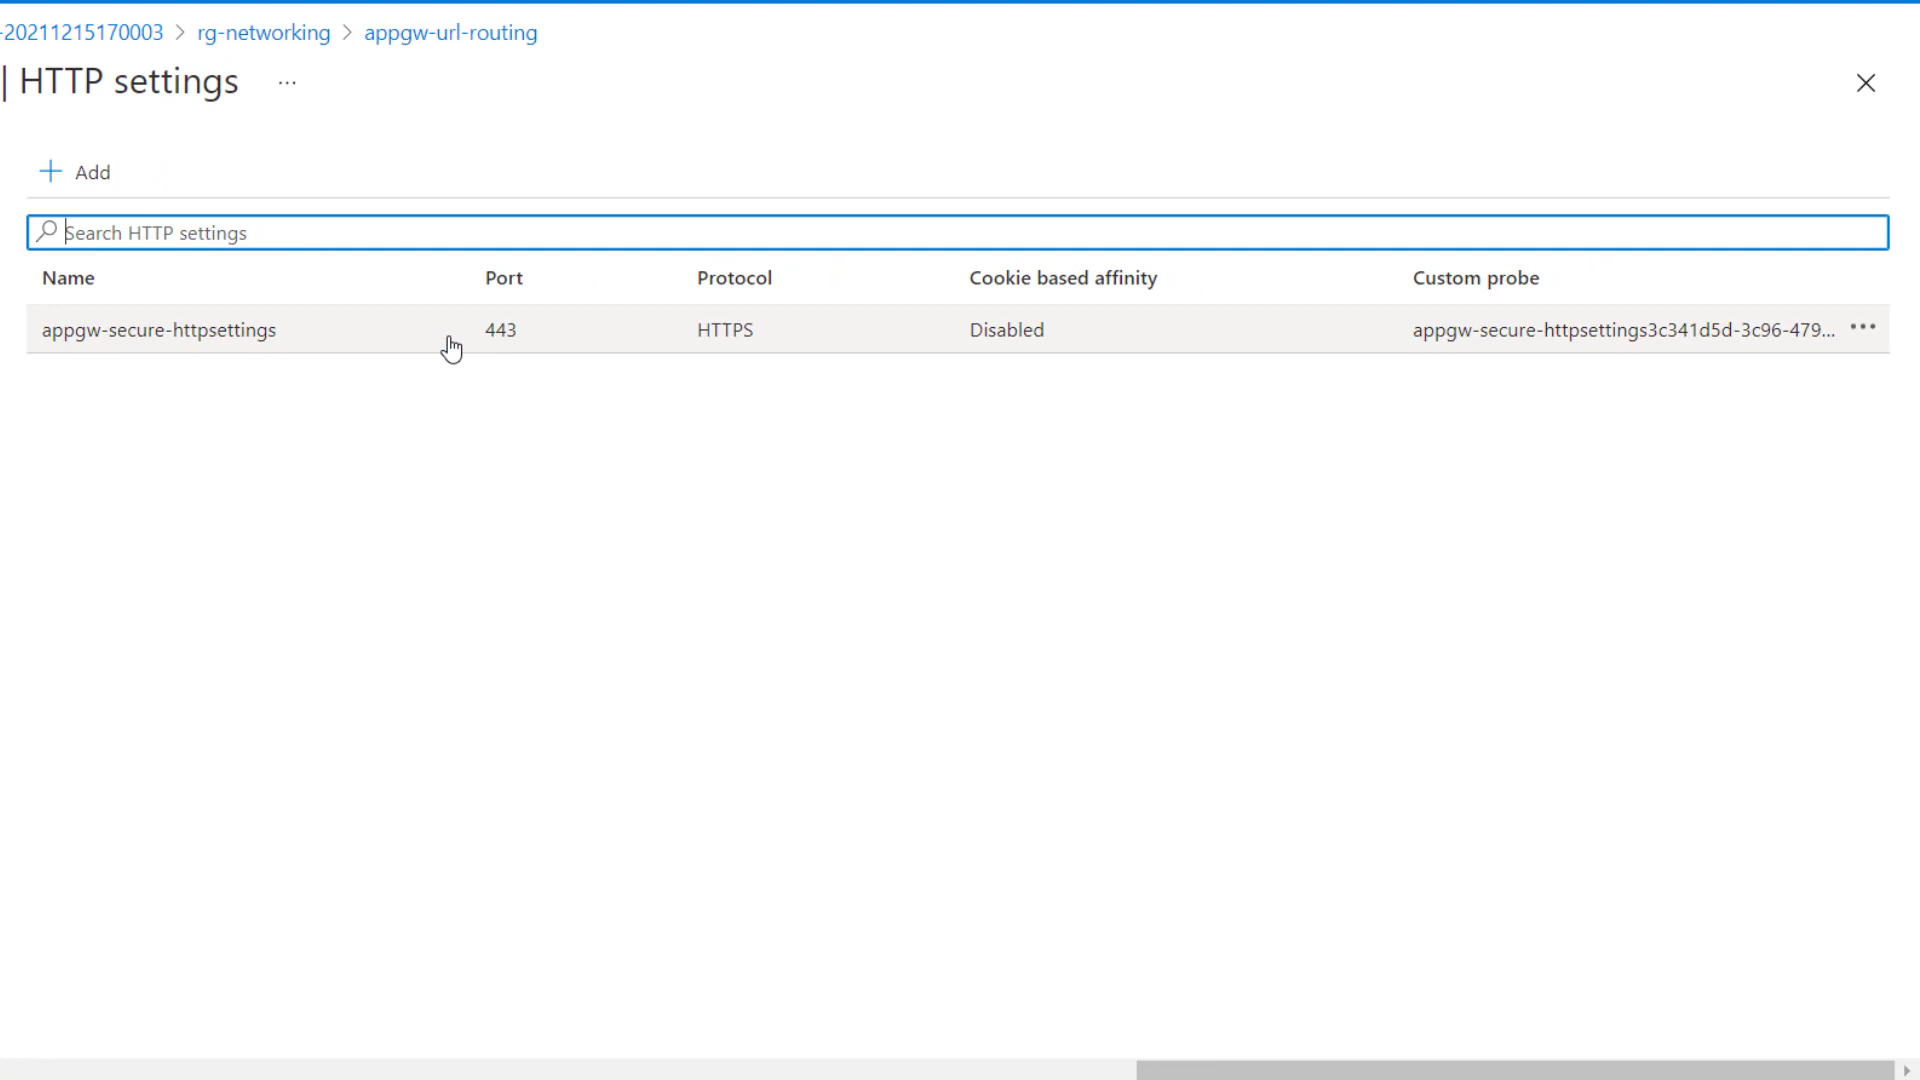 -20211215170003 > rg-networking > appgw-url-routing
| HTTP settings ...
+ Add
Search HTTP settings
Name Port Protocol Cookie based affinity Custom probe
appgw-secure-httpsettings 443 HTTPS Disabled appgw-secure-httpsettings3c341d5d-3c96-479... •••